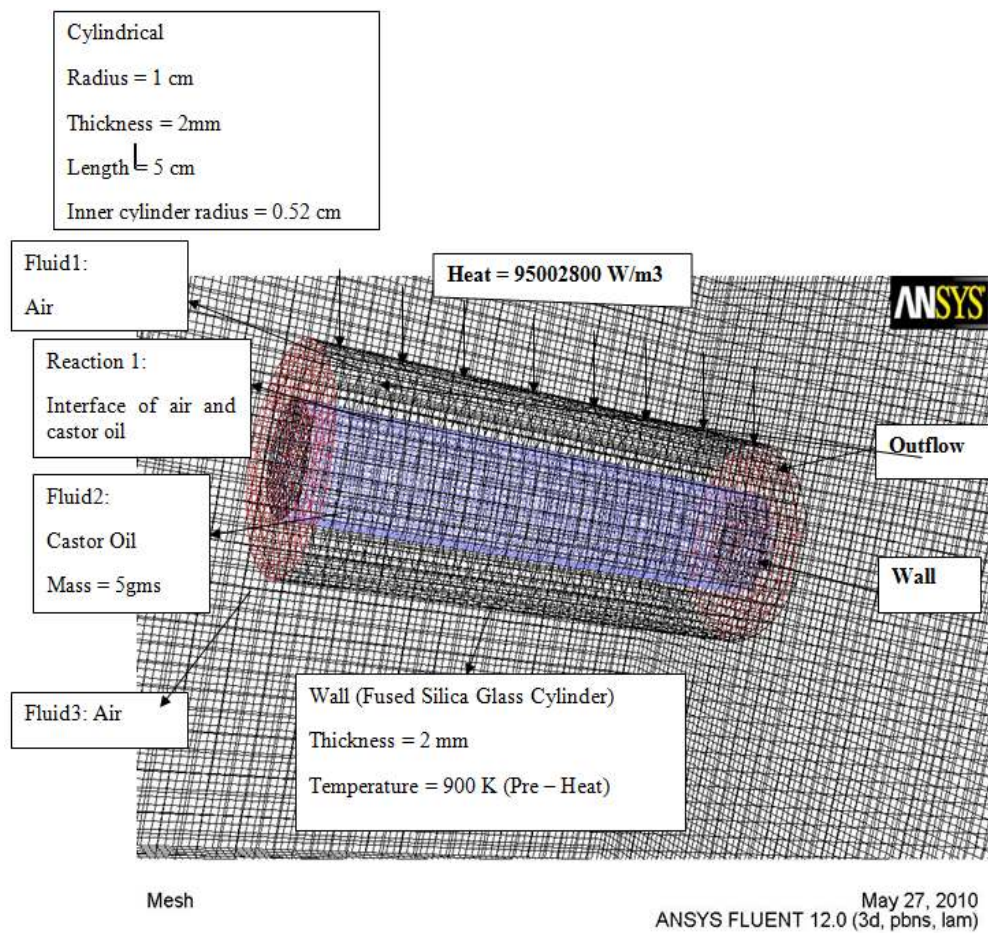 Cylindrical
Radius = 1 cm
Thickness = 2mm
Length = 5 cm
Inner cylinder radius = 0.52 cm
Fluid1:
Air
Heat = 95002800 W/m3
ANSYS
Reaction 1:
Interface of air and
castor oil
Outflow
Fluid2:
Castor Oil
Mass = 5gms
Wall
Fluid3: Air
Wall (Fused Silica Glass Cylinder)
Thickness = 2 mm
Temperature = 900 K (Pre – Heat)
Mesh
May 27, 2010
ANSYS FLUENT 12.0 (3d, pbns, lam)